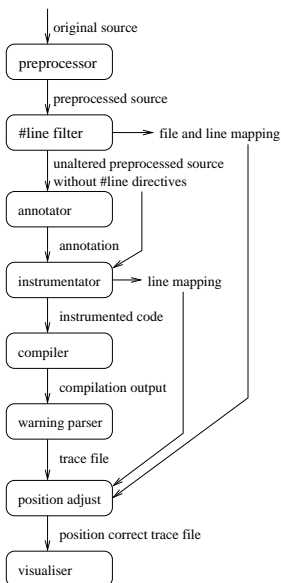 original source
preprocessor
preprocessed source
#line filter
file and line mapping
unaltered preprocessed source
without #line directives
annotator
annotation
instrumentator
line mapping
instrumented code
compiler
compilation output
warning parser
trace file
position adjust
position correct trace file
visualiser